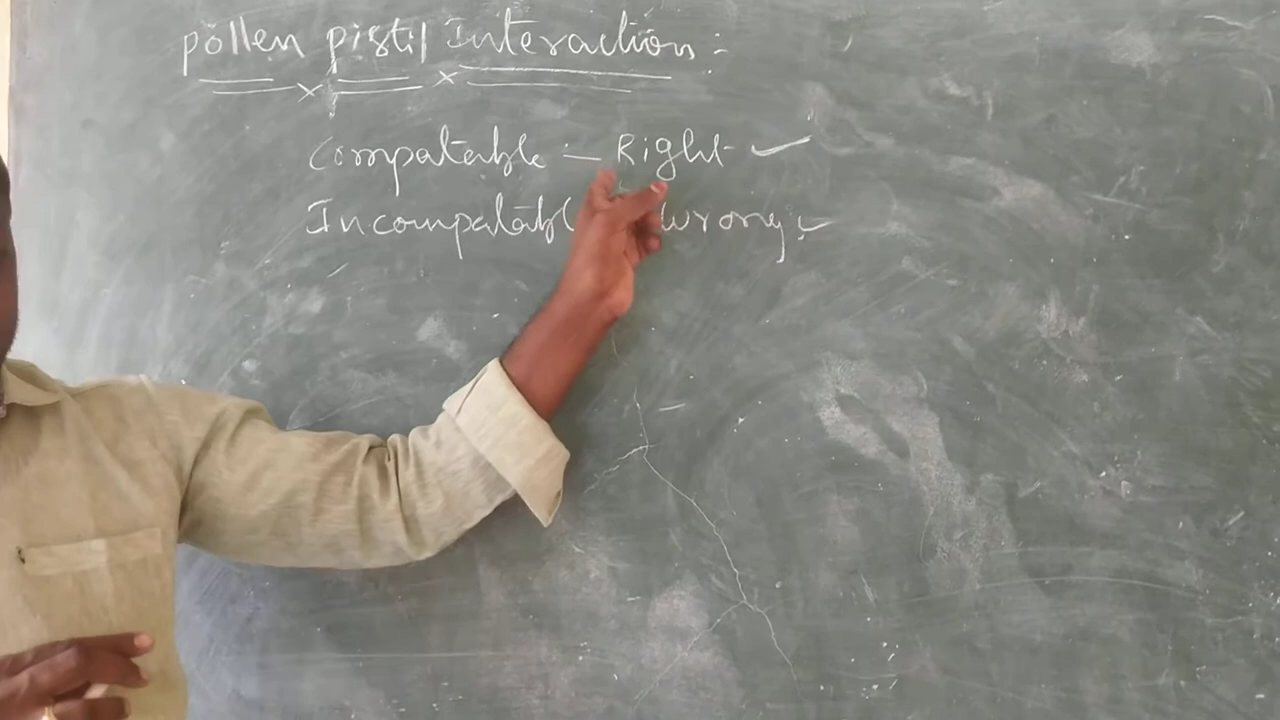 pollen pistil Interaction :
Compatable :— Right ✓
Incompatabl wrong ✓